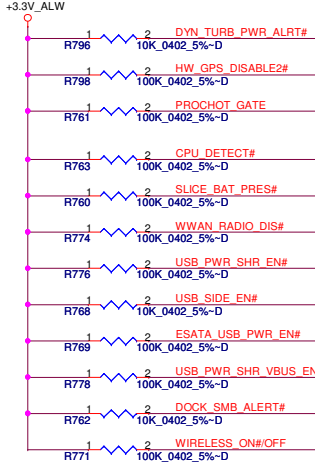 +3.3V_ALW
1 2 DYN_TURB_PWR_ALRT#
R796 10K_0402_5%~D
1 2 HW_GPS_DISABLE2#
R798 100K_0402_5%~D
1 2 PROCHOT_GATE
R761 100K_0402_5%~D
1 2 CPU_DETECT#
R763 100K_0402_5%~D
1 2 SLICE_BAT_PRES#
R760 100K_0402_5%~D
1 2 WWAN_RADIO_DIS#
R774 100K_0402_5%~D
1 2 USB_PWR_SHR_EN#
R776 100K_0402_5%~D
1 2 USB_SIDE_EN#
R768 10K_0402_5%~D
1 2 ESATA_USB_PWR_EN#
R769 100K_0402_5%~D
1 2 USB_PWR_SHR_VBUS_EN
R778 100K_0402_5%~D
1 2 DOCK_SMB_ALERT#
R762 10K_0402_5%~D
1 2 WIRELESS_ON#/OFF
R771 100K_0402_5%~D